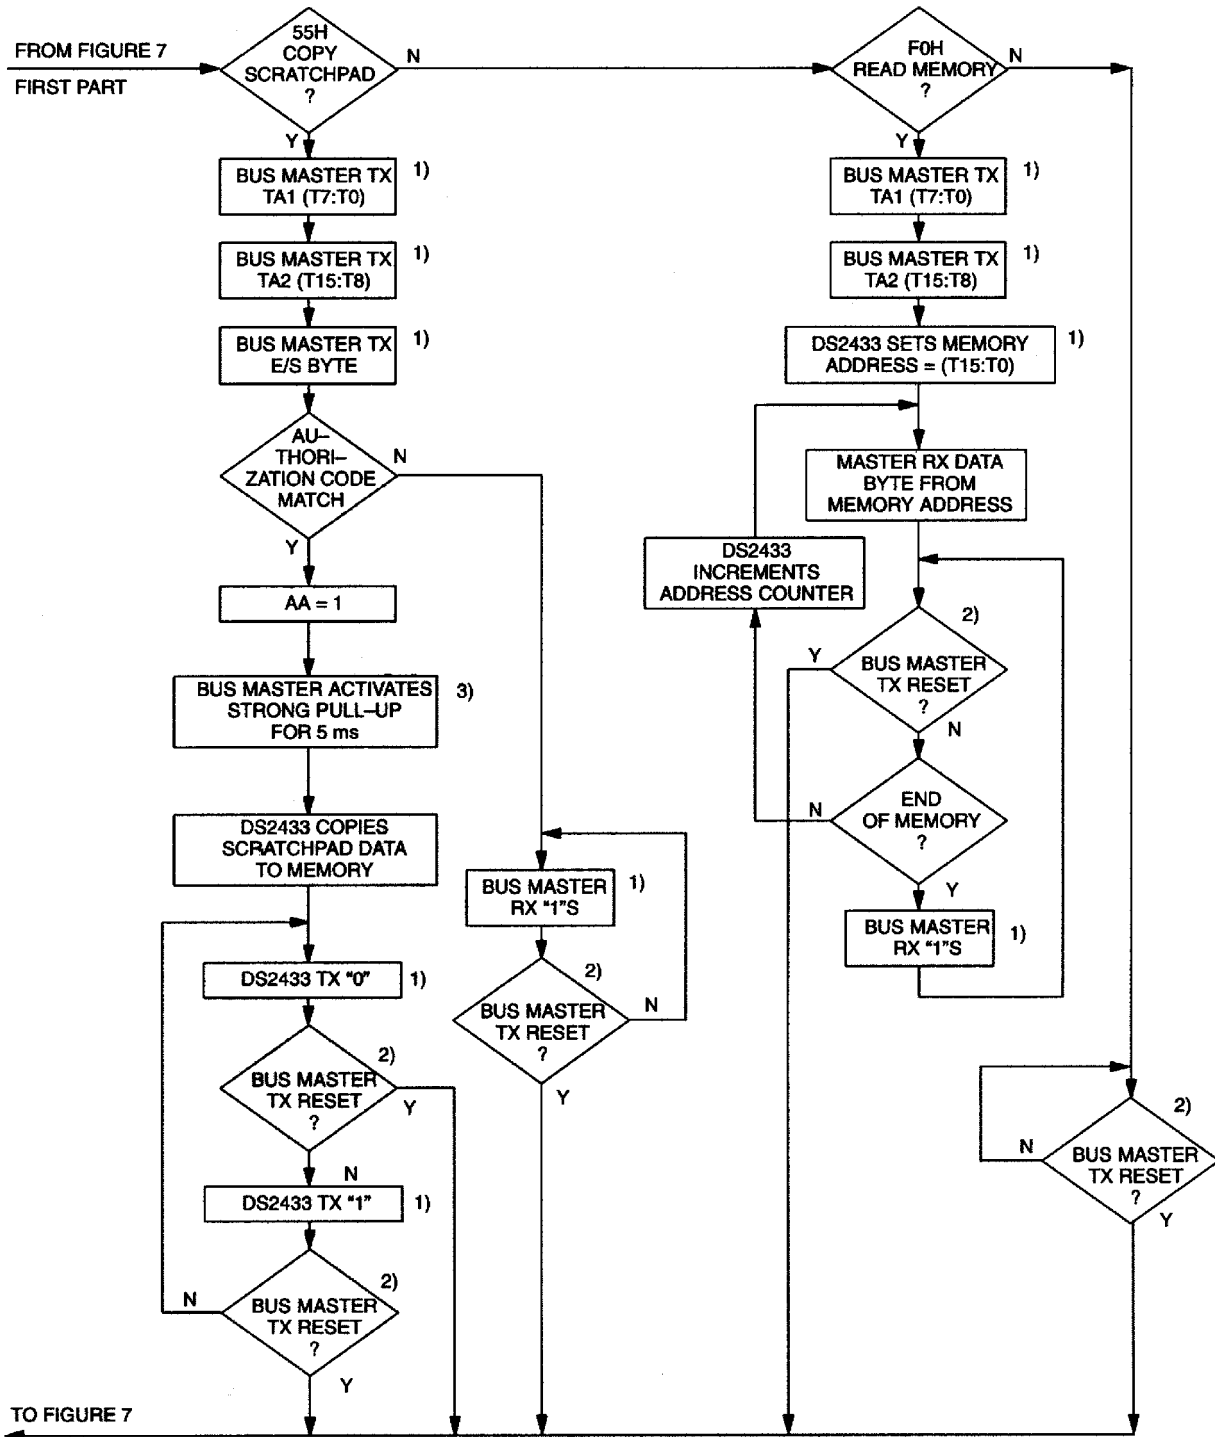 FROM FIGURE 7
FIRST PART
55H
COPY
SCRATCHPAD
?
N
Y
BUS MASTER TX
TA1 (T7:T0)
1)
BUS MASTER TX
TA2 (T15:T8)
1)
BUS MASTER TX
E/S BYTE
1)
AU–
THORI–
ZATION CODE
MATCH
N
Y
AA = 1
BUS MASTER ACTIVATES
STRONG PULL–UP
FOR 5 ms
3)
DS2433 COPIES
SCRATCHPAD DATA
TO MEMORY
DS2433 TX “0”
1)
2)
BUS MASTER
TX RESET
?
Y
N
DS2433 TX “1”
1)
2)
BUS MASTER
TX RESET
?
N
Y
BUS MASTER
RX “1”S
1)
2)
BUS MASTER
TX RESET
?
N
Y
F0H
READ MEMORY
?
N
Y
BUS MASTER TX
TA1 (T7:T0)
1)
BUS MASTER TX
TA2 (T15:T8)
1)
DS2433 SETS MEMORY
ADDRESS = (T15:T0)
1)
MASTER RX DATA
BYTE FROM
MEMORY ADDRESS
DS2433
INCREMENTS
ADDRESS COUNTER
2)
BUS MASTER
TX RESET
?
Y
N
END
OF MEMORY
?
N
Y
BUS MASTER
RX “1”S
1)
2)
BUS MASTER
TX RESET
?
N
Y
TO FIGURE 7